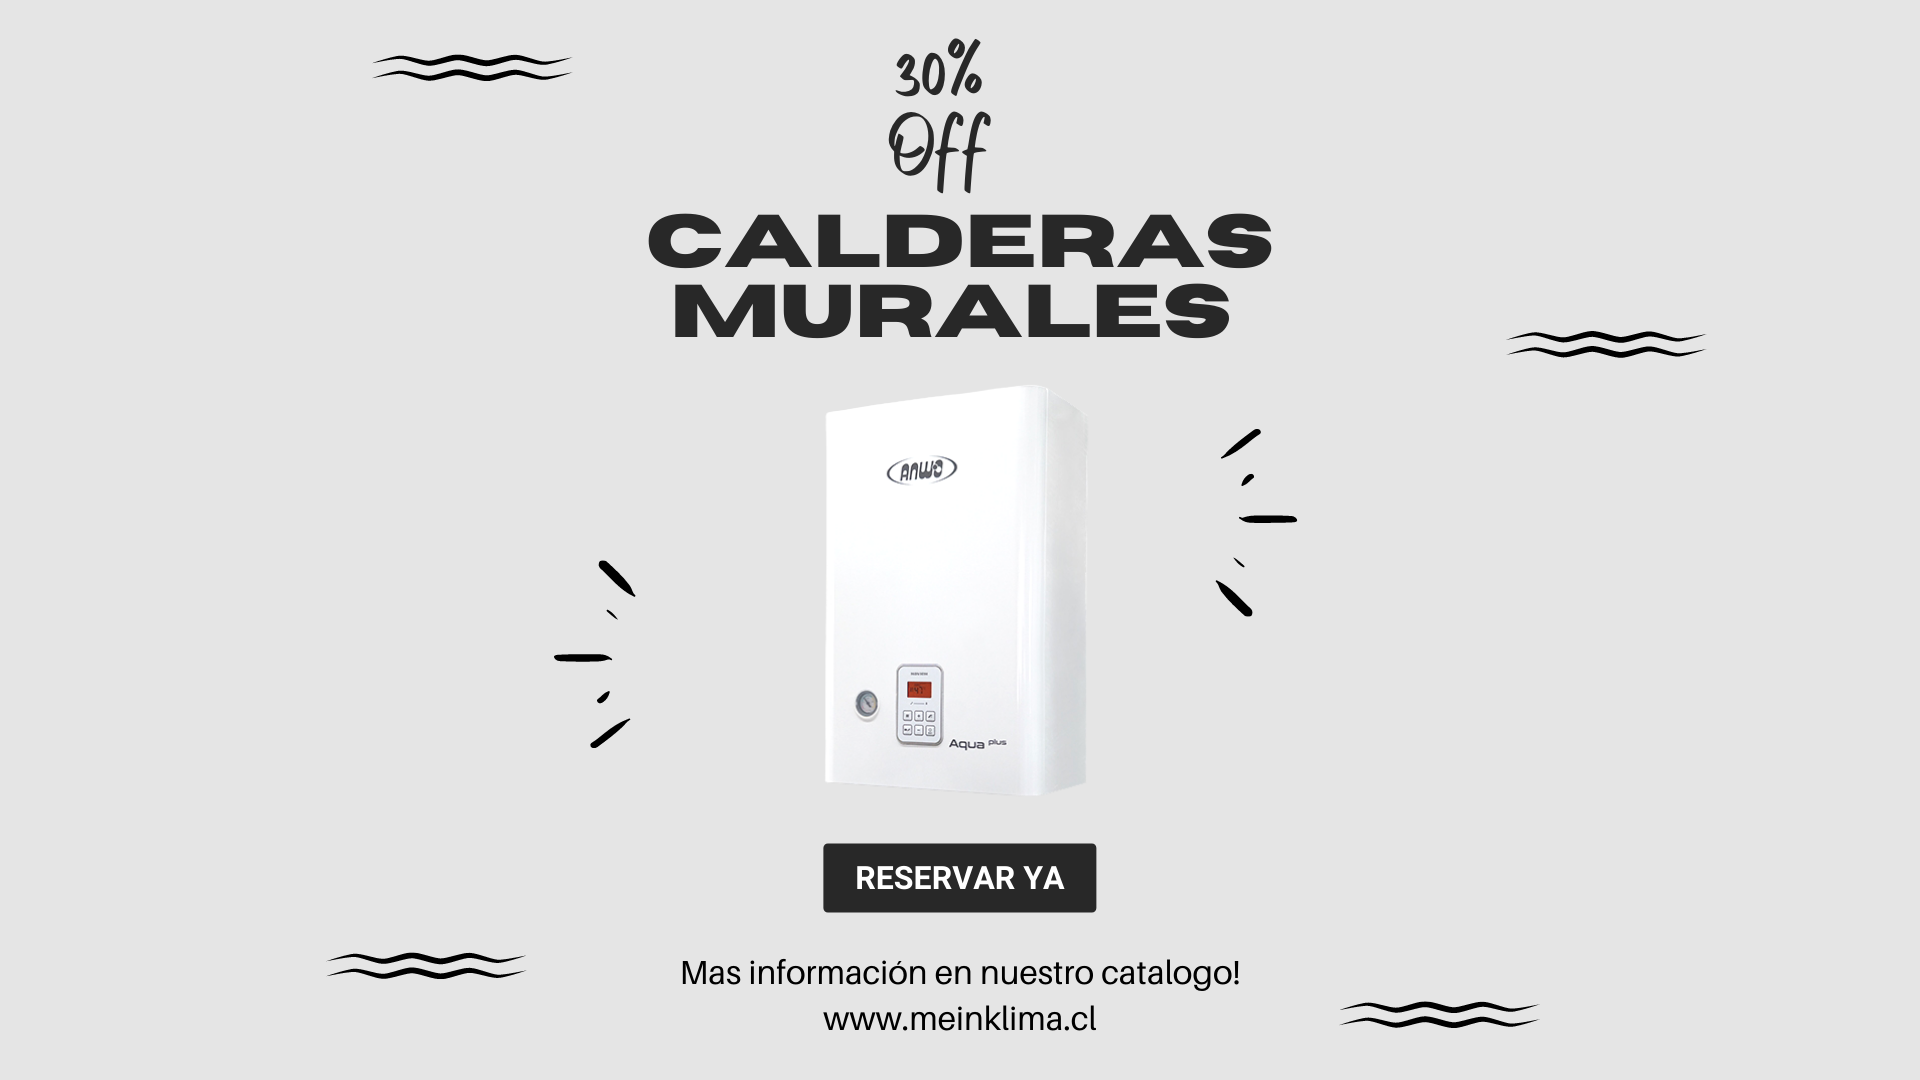 30%
Off
CALDERAS
MURALES
ANWO
Aqua plus
RESERVAR YA
Mas información en nuestro catalogo!
www.meinklima.cl